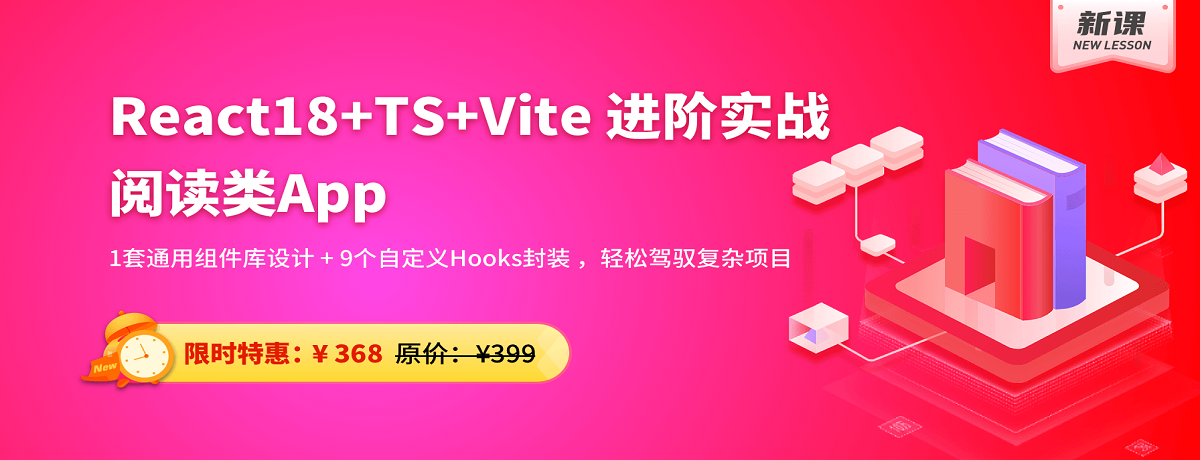 新课
NEW LESSON
React18+TS+Vite 进阶实战
阅读类App
1套通用组件库设计 + 9个自定义Hooks封装 ，轻松驾驭复杂项目
New
限时特惠：¥ 368 原价：¥399